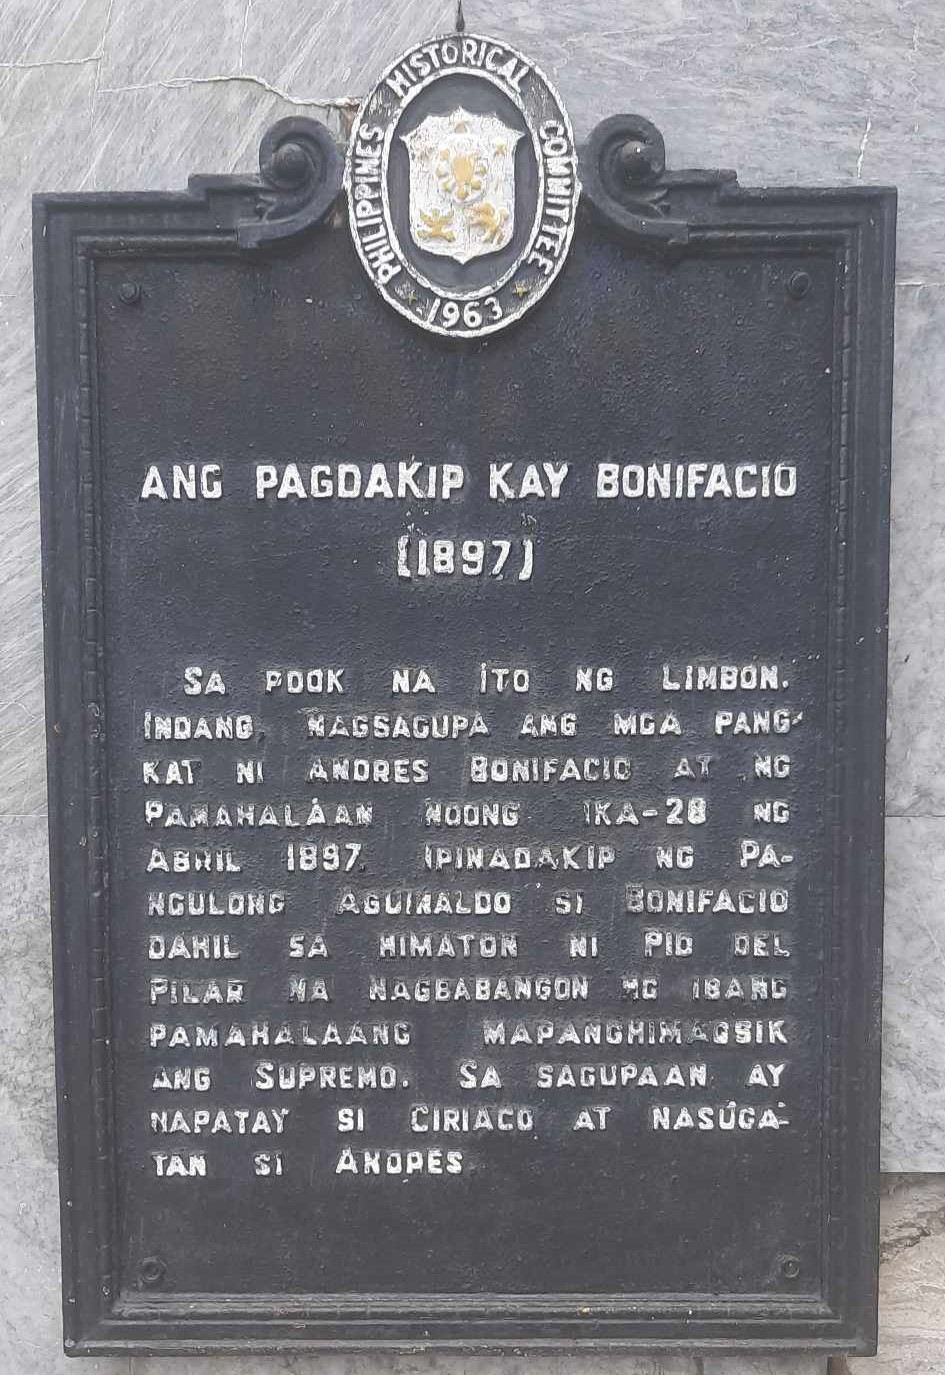 PHILIPPINES HISTORICAL COMMITTEE
1963
ANG PAGDAKIP KAY BONIFACIO
(1897)
SA POOK NA ITO NG LIMBON.
INDANG, NAGSAGUPA ANG MGA PANG-
KAT NI ANDRES BONIFACIO AT NG
PAMAHALÁAN NOONG IKA-28 NG
ABRIL 1897. IPINADAKIP NG PA-
NGULONG AGUINALDO SI BONIFACIO
DAHIL SA HIMATON NI PIO DEL
PILAR NA NAGBABANGON NG IBANG
PAMAHALAANG MAPANGHIMAGSIK
ANG SUPREMO. SA SAGUPAAN AY
NAPATAY SI CIRIACO AT NASÚGA-
TAN SI ANDRES